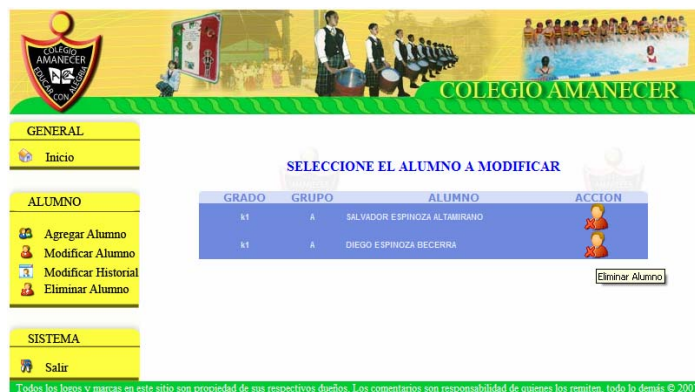 COLEGIO
AMANECER
EDUCAR CON ALEGRIA
COLEGIO AMANECER
GENERAL
Inicio
ALUMNO
Agregar Alumno
Modificar Alumno
Modificar Historial
Eliminar Alumno
SISTEMA
Salir
SELECCIONE EL ALUMNO A MODIFICAR
GRADO GRUPO ALUMNO ACCION
k1 A SALVADOR ESPINOZA ALTAMIRANO
k1 A DIEGO ESPINOZA BECERRA
Eliminar Alumno
Todos los logos y marcas en este sitio son propiedad de sus respectivos dueños. Los comentarios son responsabilidad de quienes los remiten, todo lo demás © 200